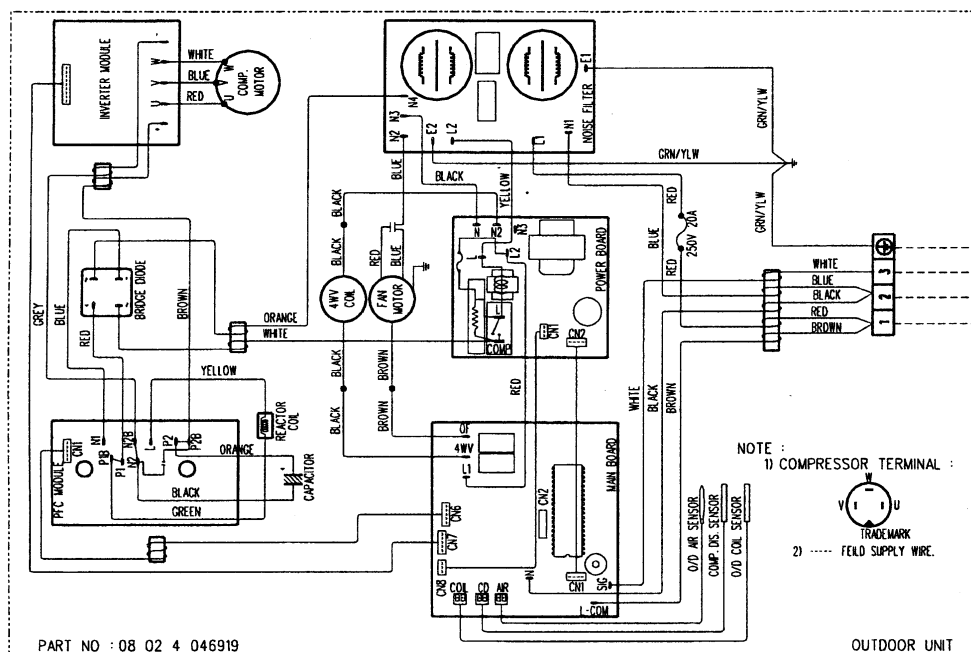 INVERTER MODULE
W
V
U
WHITE
BLUE
RED
W
V
U
COMP.
MOTOR
N4
N3
N2
E2
L2
L1
N1
E1
NOISE FILTER
GRN/YLW
GRN/YLW
GRN/YLW
BLUE
BLACK
YELLOW
RED
250V 20A
RED
BLUE
BLACK
BLACK
RED
BLUE
4WV
COIL
FAN
MOTOR
N
N2
N3
L2
L
COMP
CN1
CN2
POWER BOARD
WHITE
BLUE
BLACK
RED
BROWN
3
2
1
BRIDGE DIODE
GREY
BLUE
RED
BROWN
ORANGE
WHITE
YELLOW
REACTOR
COIL
PFC MODULE
CN1
N1
P1B
P1
N2
N2B
L
P2
P2B
ORANGE
BLACK
GREEN
CAPACITOR
BLACK
BLACK
BROWN
BROWN
RED
WHITE
BLACK
BROWN
OF
4WV
L1
CN2
MAIN BOARD
CN6
CN7
CN8
COIL
CD
AIR
N
CN1
SIG
L-COM
O/D AIR SENSOR
COMP. DIS. SENSOR
O/D COIL SENSOR
NOTE :
1) COMPRESSOR TERMINAL :
W
V
U
TRADEMARK
2) ---- FEILD SUPPLY WIRE.
PART NO : 08 02 4 046919
OUTDOOR UNIT